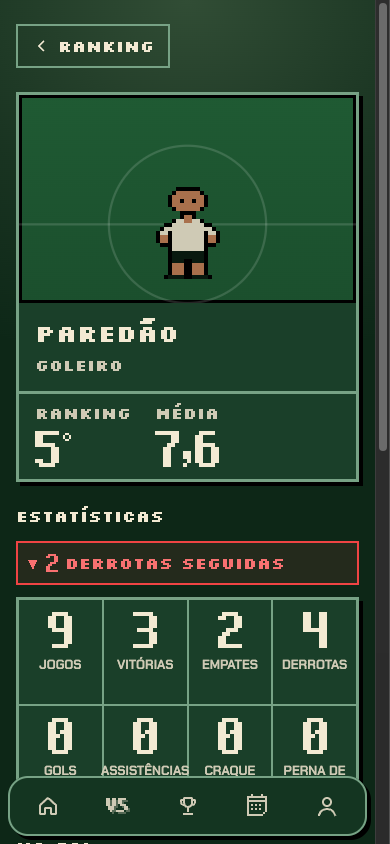 RANKING
PAREDÃO
GOLEIRO
RANKING MÉDIA
5° 7,6
ESTATÍSTICAS
▼ 2 DERROTAS SEGUIDAS
9 3 2 4
JOGOS VITÓRIAS EMPATES DERROTAS
0 0 0 0
GOLS ASSISTÊNCIAS CRAQUE PERNA DE
VS